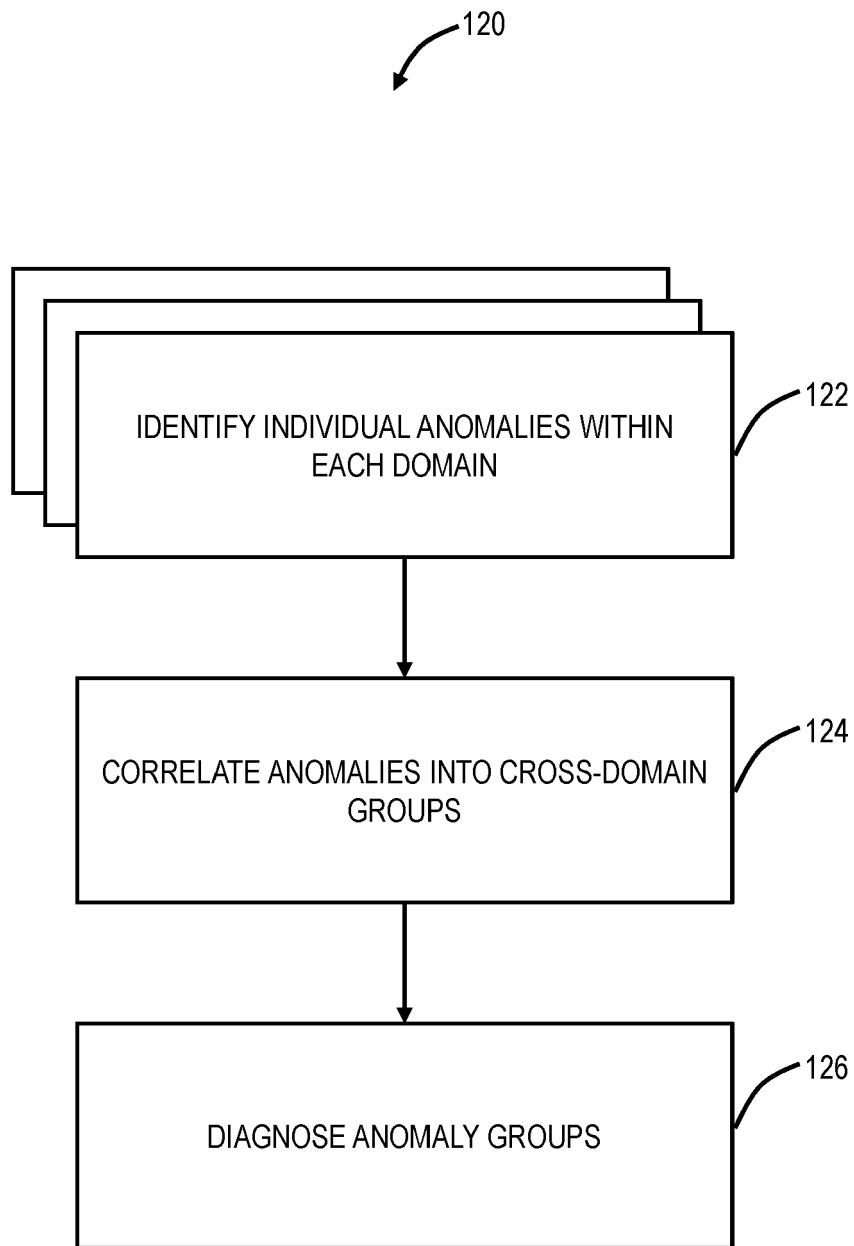 120
IDENTIFY INDIVIDUAL ANOMALIES WITHIN
EACH DOMAIN
122
CORRELATE ANOMALIES INTO CROSS-DOMAIN
GROUPS
124
DIAGNOSE ANOMALY GROUPS
126